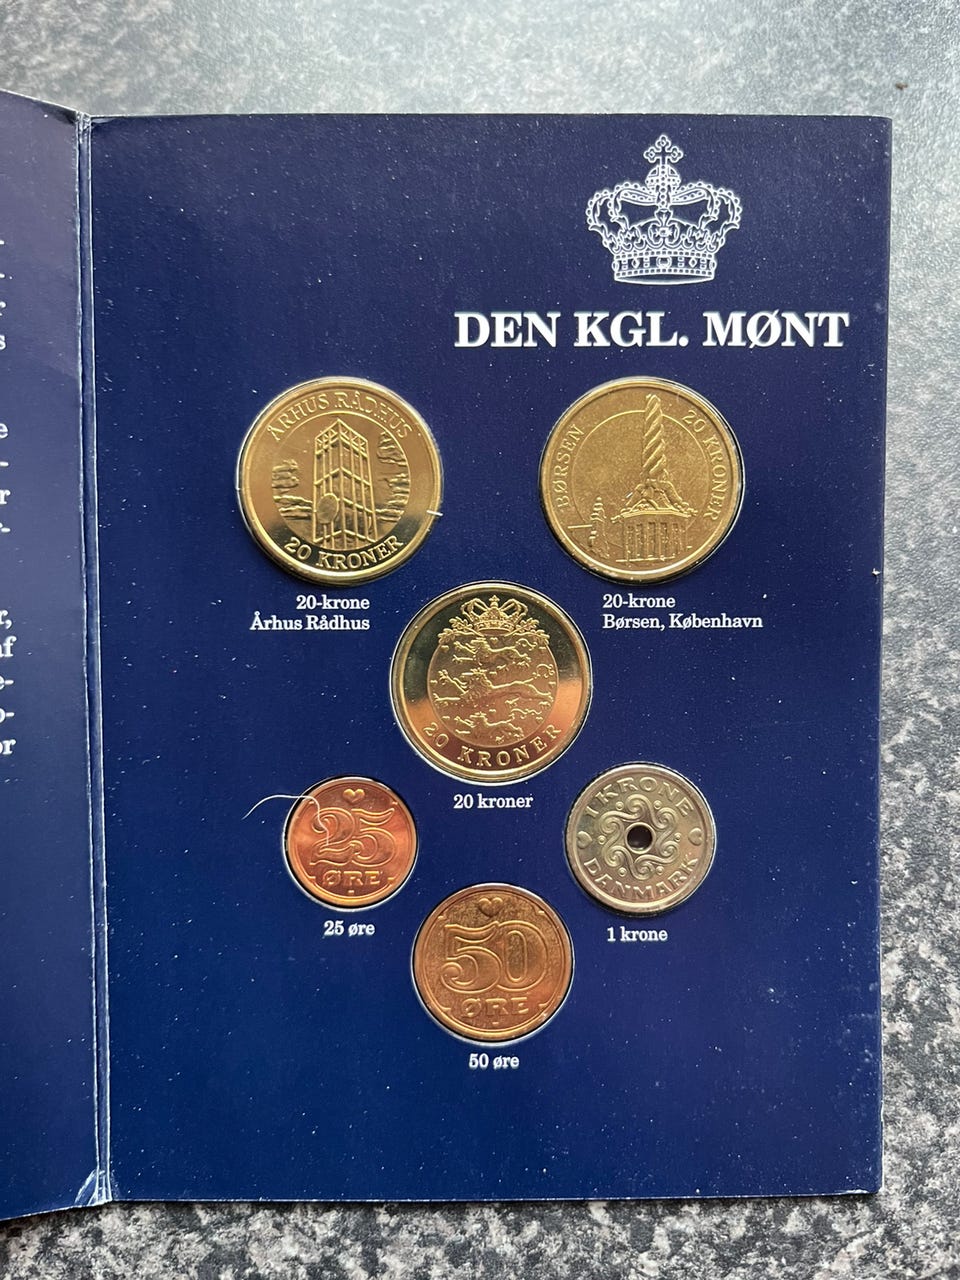 DEN KGL. MØNT
ÅRHUS RÅDHUS
20 KRONER
BØRSEN
20 KRONER
20-krone
Århus Rådhus
20-krone
Børsen, København
20 KRONER
20 kroner
25
ØRE
25 øre
1 KRONE
DANMARK
1 krone
50
ØRE
50 øre